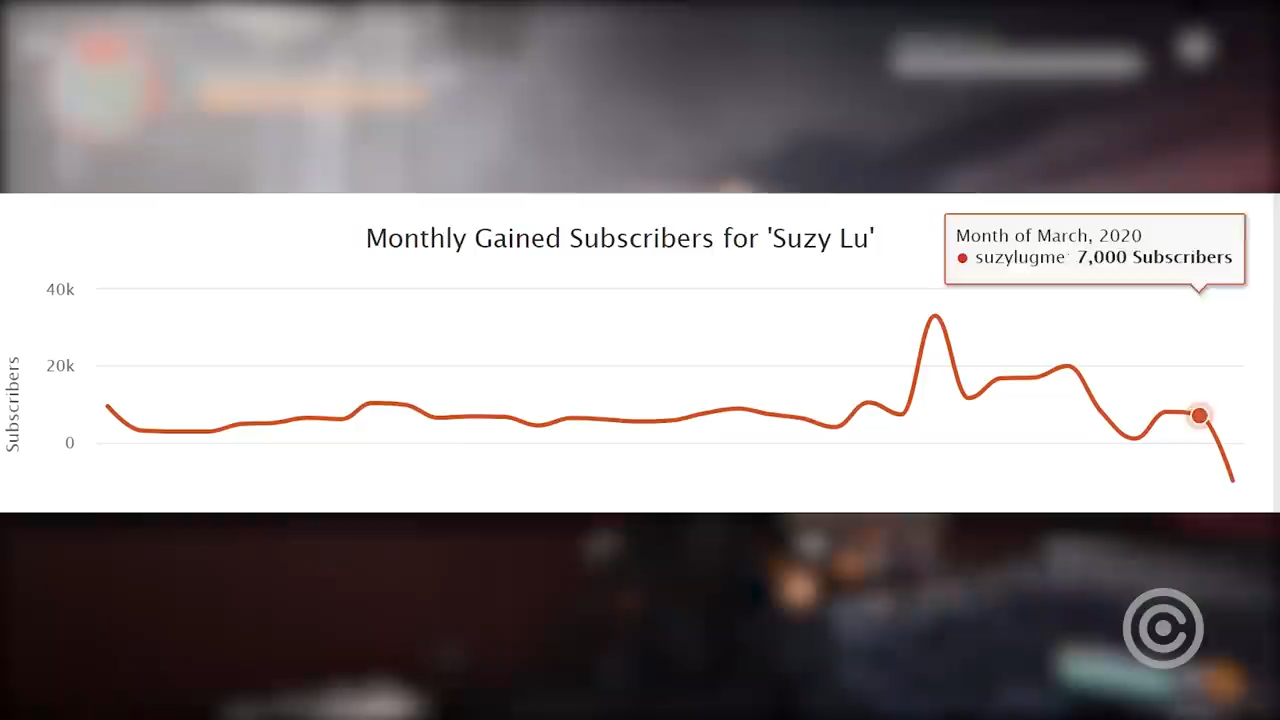 Monthly Gained Subscribers for 'Suzy Lu'
Month of March, 2020
suzylugme: 7,000 Subscribers
40k
20k
0
Subscribers